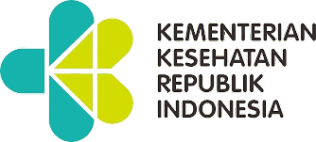 KEMENTERIAN
KESEHATAN
REPUBLIK
INDONESIA